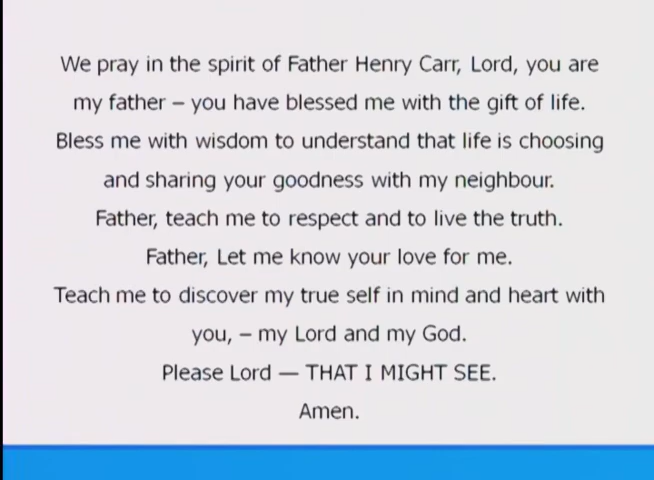 We pray in the spirit of Father Henry Carr, Lord, you are
my father – you have blessed me with the gift of life.
Bless me with wisdom to understand that life is choosing
and sharing your goodness with my neighbour.
Father, teach me to respect and to live the truth.
Father, Let me know your love for me.
Teach me to discover my true self in mind and heart with
you, – my Lord and my God.
Please Lord — THAT I MIGHT SEE.
Amen.